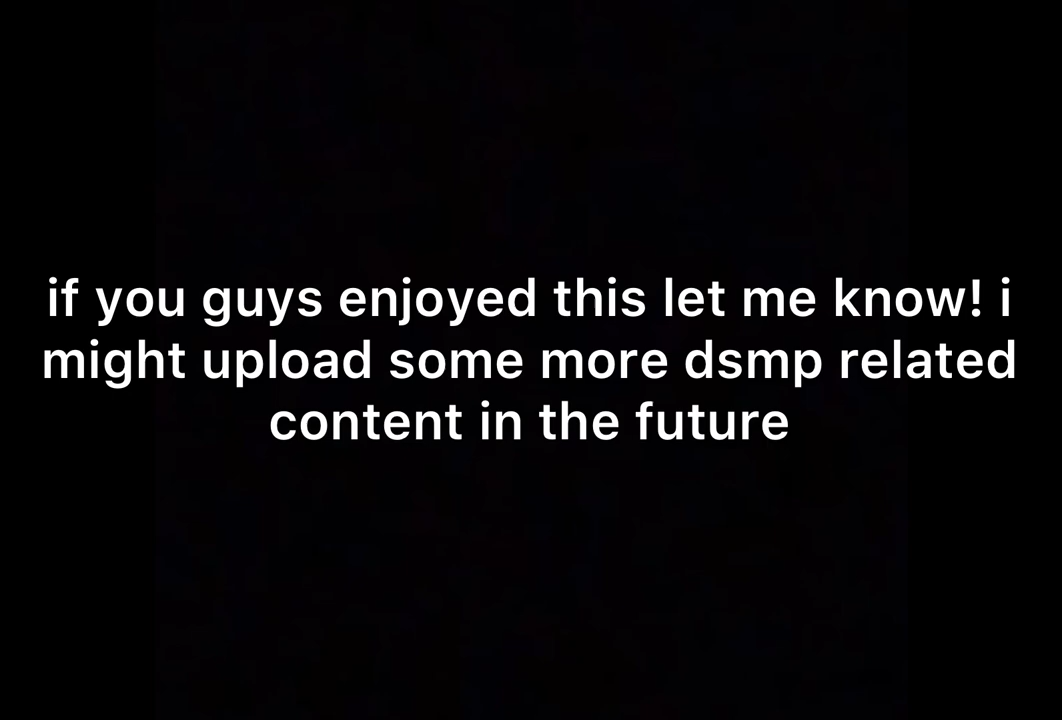 if you guys enjoyed this let me know! i
might upload some more dsmp related
content in the future